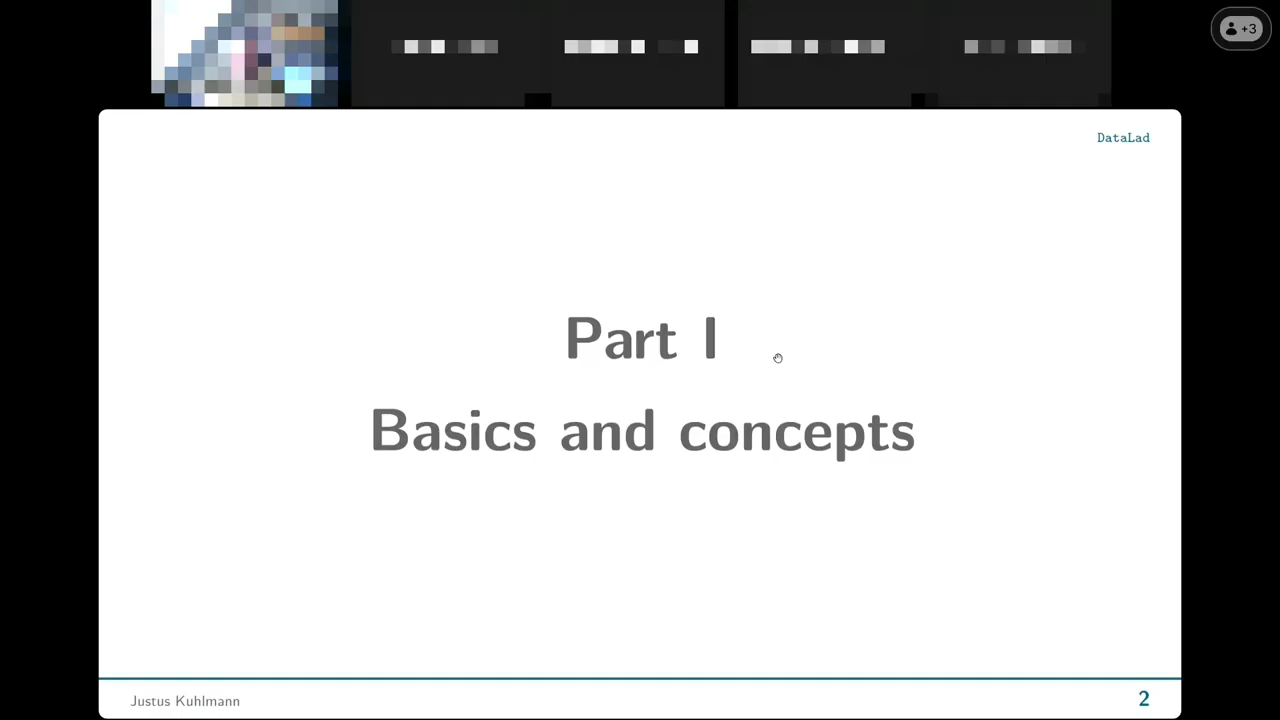 +3
DataLad
Part I
Basics and concepts
Justus Kuhlmann
2